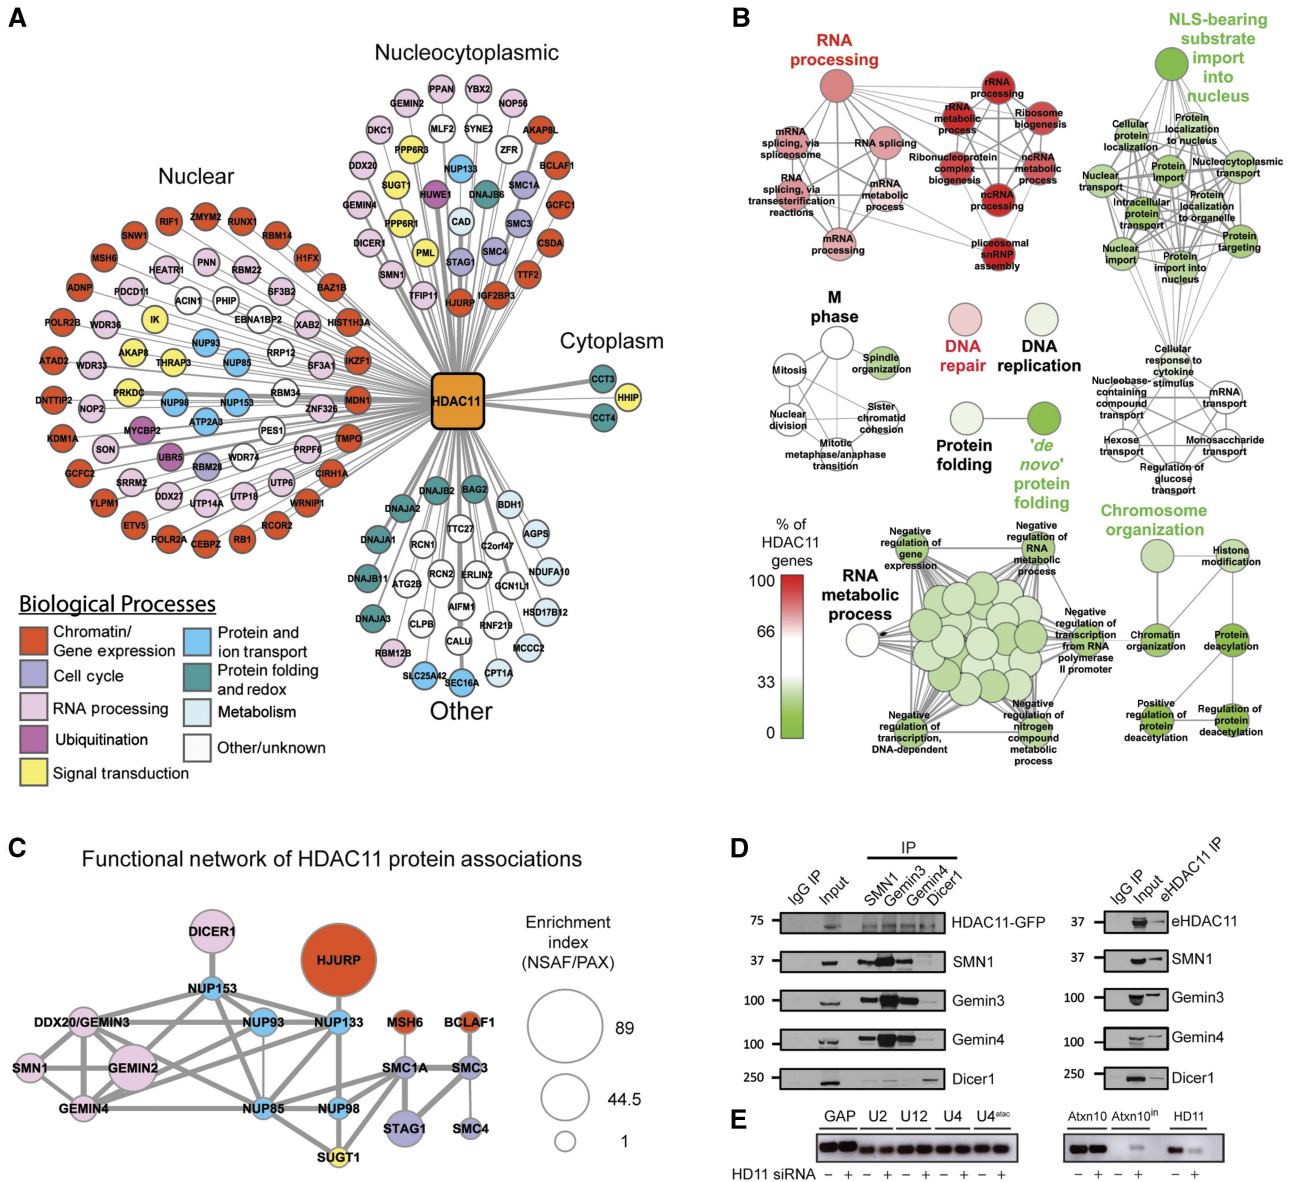 A
Nucleocytoplasmic
Nuclear
Cytoplasm
Other
HDAC11
PPAN
YBX2
GEMIN2
NOP56
DKC1
MLF2
SYNE2
AKAP8L
PPP6R3
ZFR
DDX20
NUP133
BCLAF1
SUGT1
HUWE1
DNAJB6
SMC1A
GEMIN4
GCFC1
PPP6R1
CAD
SMC3
DICER1
PML
STAG1
SMC4
CSDA
SMN1
TTF2
TFIP11
HJURP
IGF2BP3
RIF1
ZMYM2
RUNX1
SNW1
RBM14
MSH6
HEATR1
PNN
RBM22
H1FX
ADNP
PDCD11
ACIN1
PHIP
SF3B2
BAZ1B
POLR2B
WDR36
IK
EBNA1BP2
XAB2
HIST1H3A
NUP93
ATAD2
WDR33
AKAP8
THRAP3
NUP85
RRP12
SF3A1
IKZF1
DNTTIP2
NOP2
PRKDC
NUP98
NUP153
RBM34
ZNF326
MDN1
ATP2A3
KDM1A
MYCBP2
PES1
TMPO
SON
UBR5
RBM28
WDR74
PRPF6
GCFC2
SRRM2
CIRH1A
YLPM1
DDX27
UTP14A
UTP18
UTP6
WRNIP1
ETV5
POLR2A
CEBPZ
RB1
RCOR2
CCT3
HHIP
CCT4
DNAJB2
BAG2
DNAJA2
BDH1
DNAJA1
RCN1
TTC27
C2orf47
AGPS
DNAJB11
ATG2B
RCN2
ERLIN2
GCN1L1
NDUFA10
DNAJA3
CLPB
AIFM1
RNF219
HSD17B12
RBM12B
CALU
MCCC2
SLC25A42
SEC16A
CPT1A
Biological Processes
Chromatin/
Gene expression
Cell cycle
RNA processing
Ubiquitination
Signal transduction
Protein and
ion transport
Protein folding
and redox
Metabolism
Other/unknown
B
RNA
processing
rRNA
processing
rRNA
metabolic
process
Ribosome
biogenesis
mRNA
splicing, via
spliceosome
RNA splicing
Ribonucleoprotein
complex
biogenesis
ncRNA
metabolic
process
RNA
splicing, via
transesterification
reactions
mRNA
metabolic
process
ncRNA
processing
mRNA
processing
pliceosomal
snRNP
assembly
NLS-bearing
substrate
import
into
nucleus
Cellular
protein
localization
Protein
localization
to nucleus
Nuclear
transport
Protein
import
Nucleocytoplasmic
transport
Intracellular
protein
transport
Protein
localization
to organelle
Nuclear
import
Protein
import into
nucleus
Protein
targeting
M
phase
Mitosis
Spindle
organization
Nuclear
division
Sister
chromatid
cohesion
Mitotic
metaphase/anaphase
transition
DNA
repair
DNA
replication
Protein
folding
'de
novo'
protein
folding
Cellular
response to
cytokine
stimulus
Nucleobase-
containing
compound
transport
mRNA
transport
Hexose
transport
Monosaccharide
transport
Regulation of
glucose
transport
% of
HDAC11
genes
100
66
33
0
RNA
metabolic
process
Negative
regulation of
gene
expression
Negative
regulation of
RNA
metabolic
process
Negative
regulation of
transcription
from RNA
polymerase
II promoter
Negative
regulation of
transcription,
DNA-dependent
Negative
regulation of
nitrogen
compound
metabolic
process
Chromosome
organization
Histone
modification
Chromatin
organization
Protein
deacylation
Positive
regulation of
protein
deacetylation
Regulation of
protein
deacetylation
C
Functional network of HDAC11 protein associations
DICER1
HJURP
NUP153
DDX20/GEMIN3
NUP93
NUP133
MSH6
BCLAF1
SMN1
GEMIN2
SMC1A
SMC3
GEMIN4
NUP85
NUP98
STAG1
SMC4
SUGT1
Enrichment
index
(NSAF/PAX)
89
44.5
1
D
IP
IgG IP
Input
SMN1
Gemin3
Gemin4
Dicer1
75
HDAC11-GFP
37
SMN1
100
Gemin3
100
Gemin4
250
Dicer1
IgG IP
Input
eHDAC11 IP
37
eHDAC11
37
SMN1
100
Gemin3
100
Gemin4
250
Dicer1
E
GAP U2 U12 U4 U4atac
HD11 siRNA − + − + − + − + − +
Atxn10 Atxn10in HD11
− + − + − +